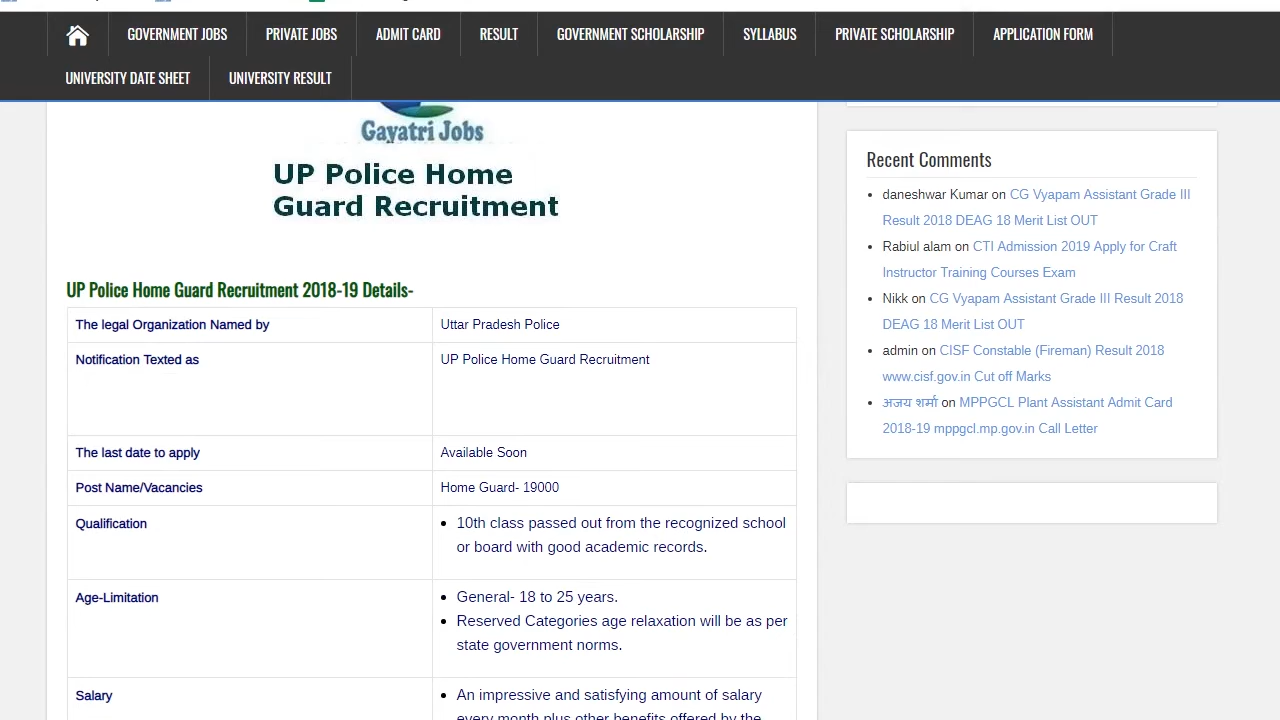 GOVERNMENT JOBS PRIVATE JOBS ADMIT CARD RESULT GOVERNMENT SCHOLARSHIP SYLLABUS PRIVATE SCHOLARSHIP APPLICATION FORM
UNIVERSITY DATE SHEET UNIVERSITY RESULT
Gayatri Jobs
UP Police Home
Guard Recruitment
UP Police Home Guard Recruitment 2018-19 Details-
The legal Organization Named by Uttar Pradesh Police
Notification Texted as UP Police Home Guard Recruitment
The last date to apply Available Soon
Post Name/Vacancies Home Guard- 19000
Qualification 10th class passed out from the recognized school
or board with good academic records.
Age-Limitation General- 18 to 25 years.
Reserved Categories age relaxation will be as per
state government norms.
Salary An impressive and satisfying amount of salary
every month plus other benefits offered by the
Recent Comments
daneshwar Kumar on CG Vyapam Assistant Grade III
Result 2018 DEAG 18 Merit List OUT
Rabiul alam on CTI Admission 2019 Apply for Craft
Instructor Training Courses Exam
Nikk on CG Vyapam Assistant Grade III Result 2018
DEAG 18 Merit List OUT
admin on CISF Constable (Fireman) Result 2018
www.cisf.gov.in Cut off Marks
अजय शर्मा on MPPGCL Plant Assistant Admit Card
2018-19 mppgcl.mp.gov.in Call Letter